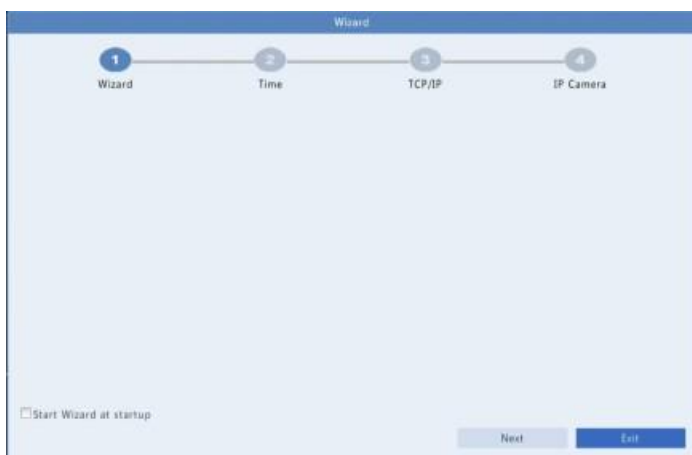 Wizard
1 2 3 4
Wizard Time TCP/IP IP Camera
Start Wizard at startup
Next Exit